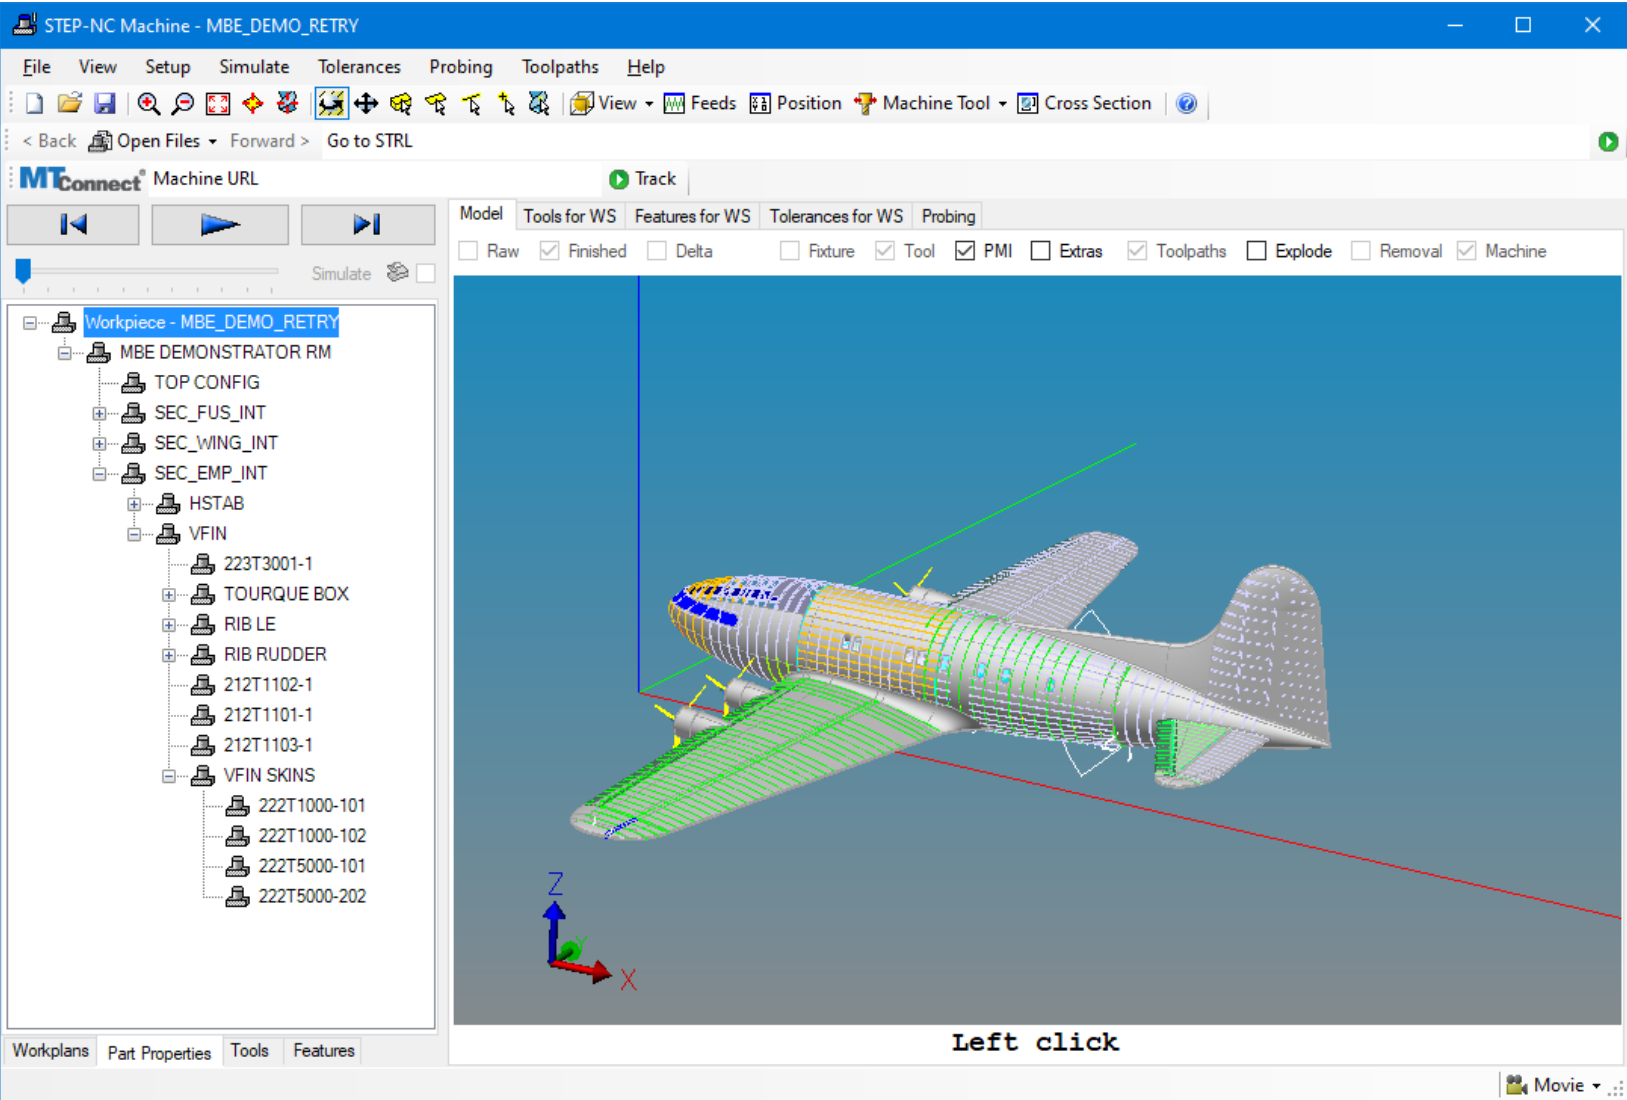 STEP-NC Machine - MBE_DEMO_RETRY
File View Setup Simulate Tolerances Probing Toolpaths Help
View Feeds Position Machine Tool Cross Section
< Back Open Files Forward > Go to STRL
MTConnect® Machine URL Track
Model Tools for WS Features for WS Tolerances for WS Probing
Raw Finished Delta Fixture Tool PMI Extras Toolpaths Explode Removal Machine
Simulate
Workpiece - MBE_DEMO_RETRY
MBE DEMONSTRATOR RM
TOP CONFIG
SEC_FUS_INT
SEC_WING_INT
SEC_EMP_INT
HSTAB
VFIN
223T3001-1
TOURQUE BOX
RIB LE
RIB RUDDER
212T1102-1
212T1101-1
212T1103-1
VFIN SKINS
222T1000-101
222T1000-102
222T5000-101
222T5000-202
Z
Y
X
Left click
Workplans Part Properties Tools Features
Movie